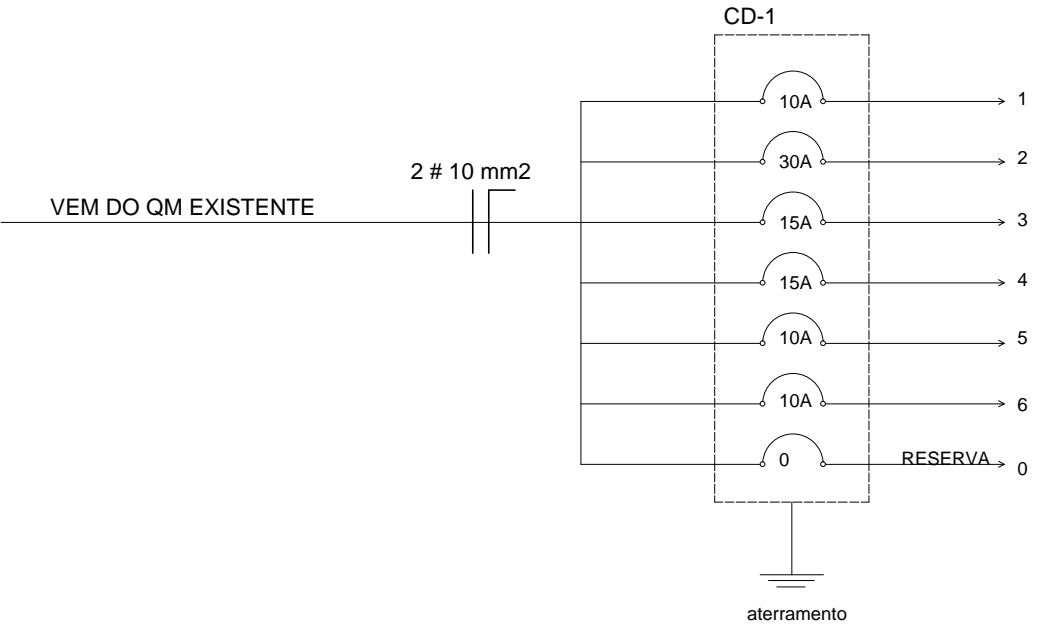 CD-1
10A 1
30A 2
2 # 10 mm2
VEM DO QM EXISTENTE
15A 3
15A 4
10A 5
10A 6
0 RESERVA 0
aterramento